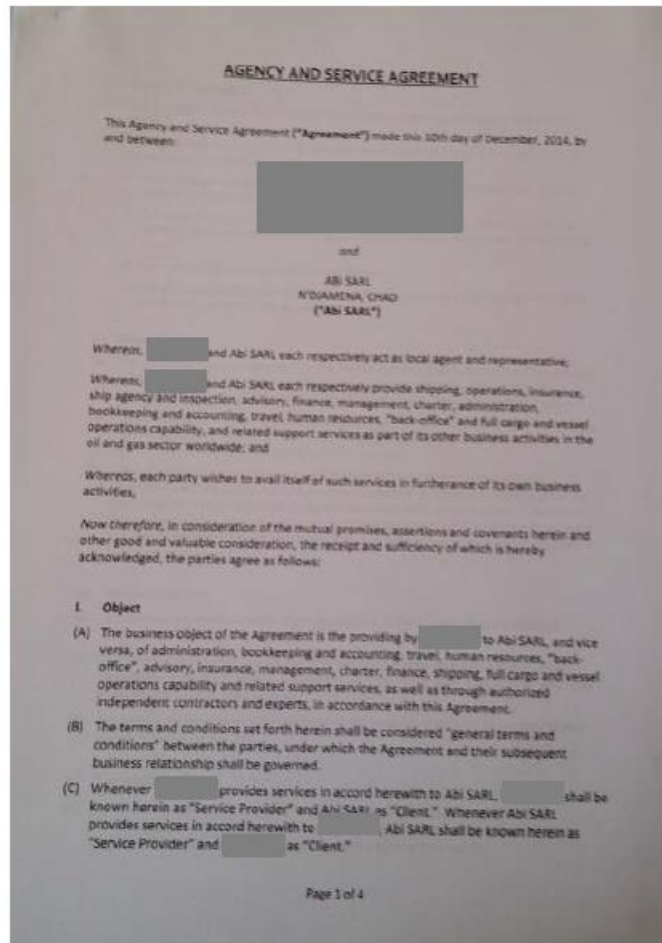 AGENCY AND SERVICE AGREEMENT
This Agency and Service Agreement ("Agreement") made this 10th day of December, 2014, by
and between:
and
ABI SARL
N'DJAMENA, CHAD
("Abi SARL")
Whereas, and Abi SARL each respectively act as local agent and representative;
Whereas, and Abi SARL each respectively provide shipping, operations, insurance,
ship agency and inspection, advisory, finance, management, charter, administration,
bookkeeping and accounting, travel, human resources, "back-office" and full cargo and vessel
operations capability, and related support services as part of its other business activities in the
oil and gas sector worldwide; and
Whereas, each party wishes to avail itself of such services in furtherance of its own business
activities,
Now therefore, in consideration of the mutual promises, assertions and covenants herein and
other good and valuable consideration, the receipt and sufficiency of which is hereby
acknowledged, the parties agree as follows:
I. Object
(A) The business object of the Agreement is the providing by to Abi SARL, and vice
versa, of administration, bookkeeping and accounting, travel, human resources, "back-
office", advisory, insurance, management, charter, finance, shipping, full cargo and vessel
operations capability and related support services, as well as through authorized
independent contractors and experts, in accordance with this Agreement.
(B) The terms and conditions set forth herein shall be considered "general terms and
conditions" between the parties, under which the Agreement and their subsequent
business relationship shall be governed.
(C) Whenever provides services in accord herewith to Abi SARL, shall be
known herein as "Service Provider" and Abi SARL as "Client." Whenever Abi SARL
provides services in accord herewith to , Abi SARL shall be known herein as
"Service Provider" and as "Client."
Page 1 of 4